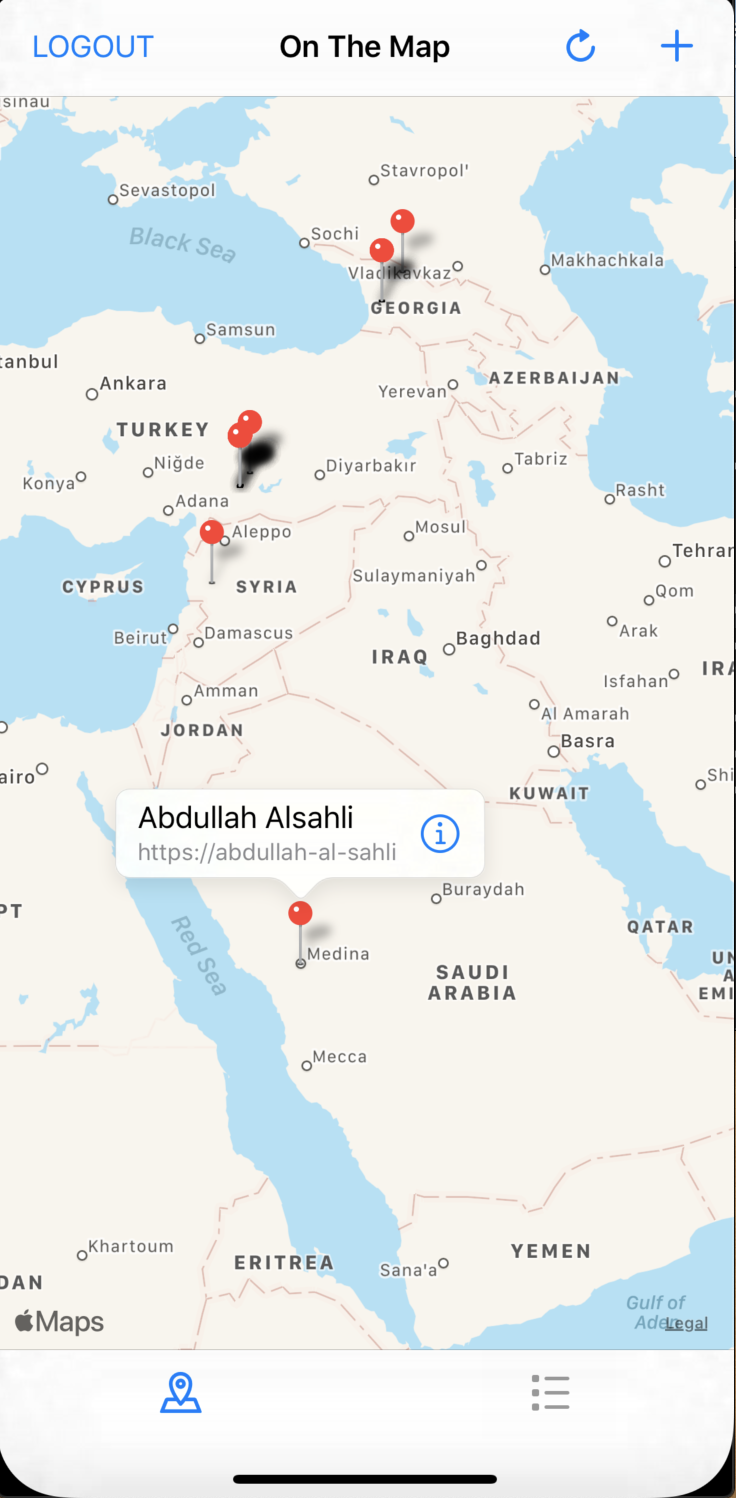 LOGOUT
On The Map
sinau
Stavropol'
Sevastopol
Black Sea
Sochi
Makhachkala
Vladikavkaz
GEORGIA
Samsun
tanbul
Ankara
AZERBAIJAN
Yerevan
TURKEY
Niğde
Diyarbakır
Tabriz
Konya
Adana
Rasht
Aleppo
Mosul
Tehrar
CYPRUS
SYRIA
Sulaymaniyah
Qom
Beirut
Damascus
Arak
IRAQ
Baghdad
IRA
Isfahan
Amman
Al Amarah
JORDAN
Basra
airo
Shi
KUWAIT
Abdullah Alsahli
https://abdullah-al-sahli
Buraydah
PT
QATAR
Red Sea
Medina
UN
A
EMI
SAUDI
ARABIA
Mecca
Khartoum
YEMEN
ERITREA
Sana'a
DAN
Gulf of
Aden
Maps
Legal